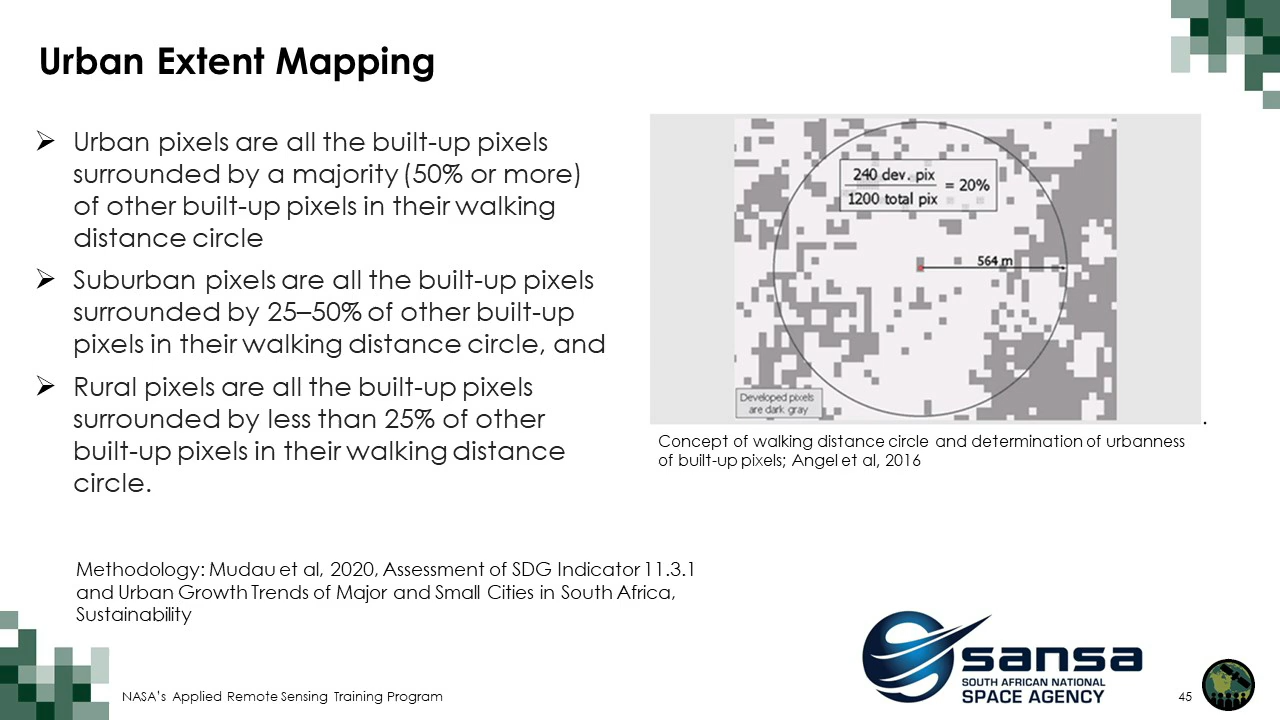 Urban Extent Mapping
➢ Urban pixels are all the built-up pixels
surrounded by a majority (50% or more)
of other built-up pixels in their walking
distance circle
➢ Suburban pixels are all the built-up pixels
surrounded by 25–50% of other built-up
pixels in their walking distance circle, and
➢ Rural pixels are all the built-up pixels
surrounded by less than 25% of other
built-up pixels in their walking distance
circle.
240 dev. pix
1200 total pix
= 20%
564 m
Developed pixels
are dark gray
.
Concept of walking distance circle and determination of urbanness
of built-up pixels; Angel et al, 2016
Methodology: Mudau et al, 2020, Assessment of SDG Indicator 11.3.1
and Urban Growth Trends of Major and Small Cities in South Africa,
Sustainability
sansa
SOUTH AFRICAN NATIONAL
SPACE AGENCY
NASA's Applied Remote Sensing Training Program
45